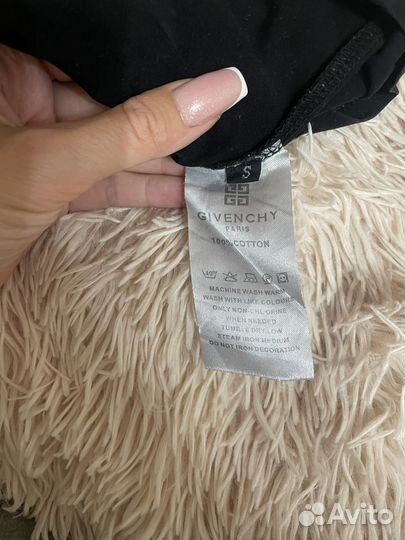 S
GIVENCHY
PARIS
100% COTTON
MACHINE WASH WARM
WASH WITH LIKE COLOURS
ONLY NON-CHLORINE
WHEN NEEDED
TUMBLE DRY LOW
STEAM IRON MEDIUM
DO NOT IRON DECORATION
Avito